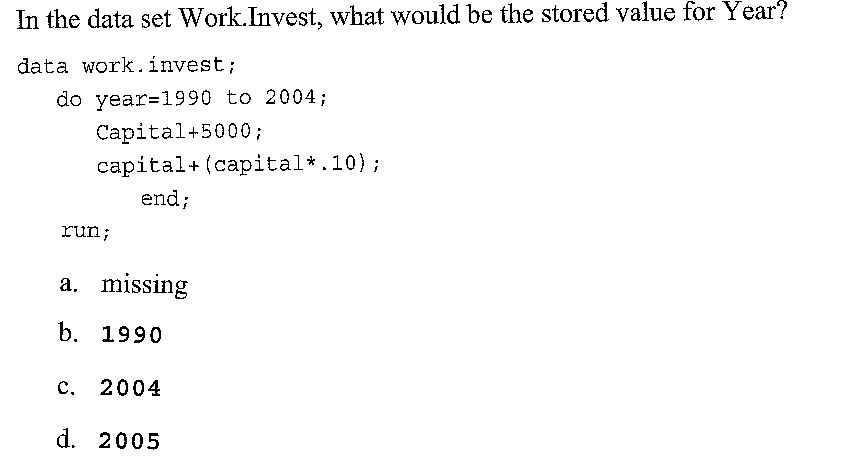 In the data set Work.Invest, what would be the stored value for Year?
data work.invest;
do year=1990 to 2004;
Capital+5000;
capital+(capital*.10);
end;
run;
a. missing
b. 1990
c. 2004
d. 2005